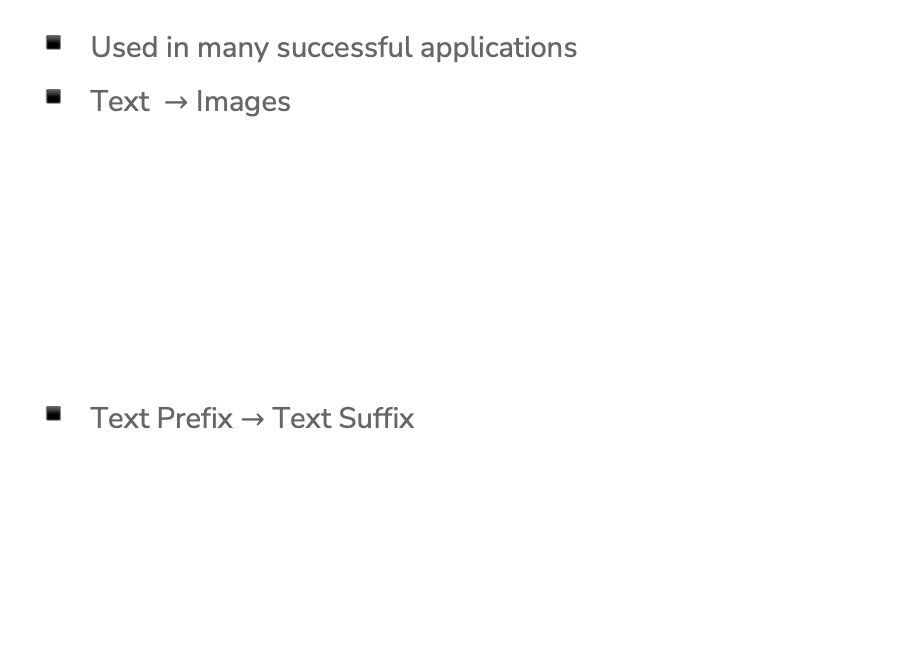 ▪ Used in many successful applications
▪ Text → Images
▪ Text Prefix → Text Suffix